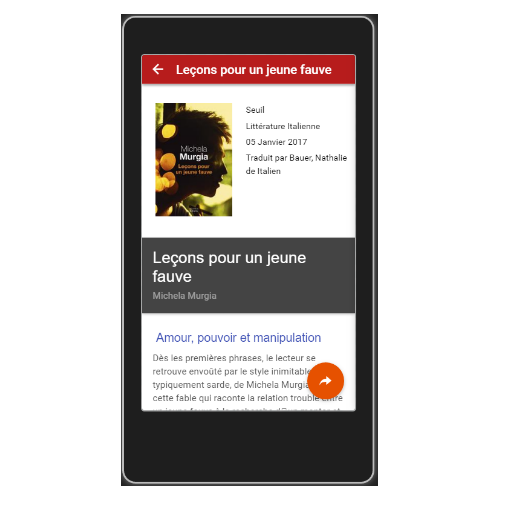 Leçons pour un jeune fauve
Michela
Murgia
Leçons pour
un jeune fauve
Seuil
Littérature Italienne
05 Janvier 2017
Traduit par Bauer, Nathalie
de Italien
Leçons pour un jeune
fauve
Michela Murgia
Amour, pouvoir et manipulation
Dès les premières phrases, le lecteur se
retrouve envoûté par le style inimitable
typiquement sarde, de Michela Murgia
cette fable qui raconte la relation trouble entre